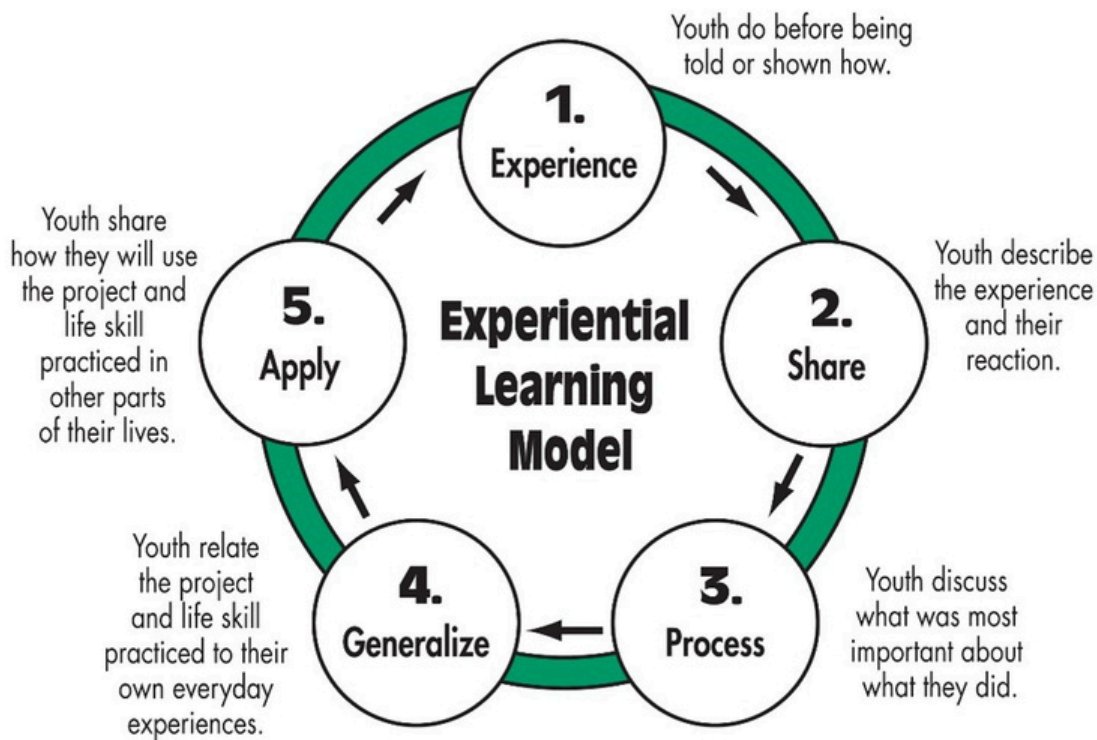 Youth do before being
told or shown how.
1.
Experience
Youth describe
the experience
and their
reaction.
2.
Share
Youth discuss
what was most
important about
what they did.
3.
Process
Youth relate
the project
and life skill
practiced to their
own everyday
experiences.
4.
Generalize
Youth share
how they will use
the project and
life skill
practiced in
other parts
of their lives.
5.
Apply
Experiential
Learning
Model